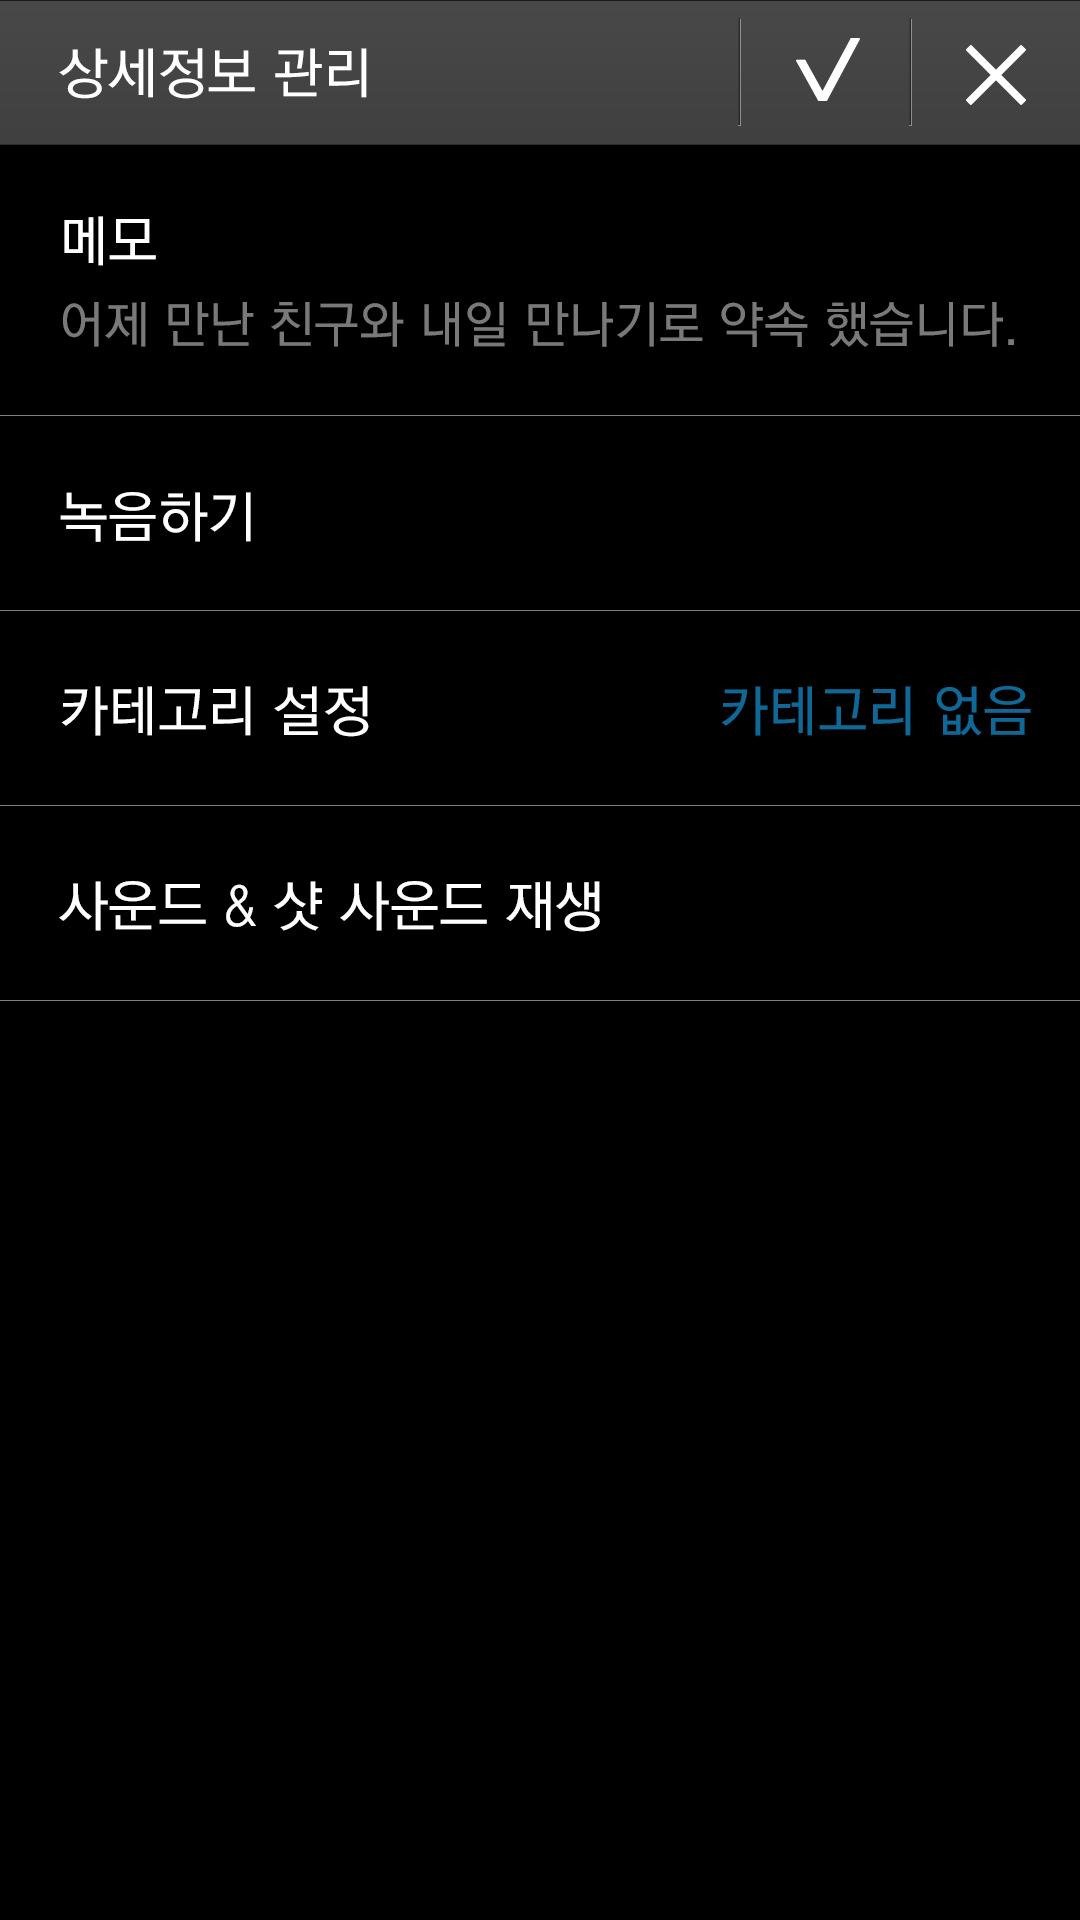 상세정보 관리
메모
어제 만난 친구와 내일 만나기로 약속 했습니다.
녹음하기
카테고리 설정 카테고리 없음
사운드 & 샷 사운드 재생